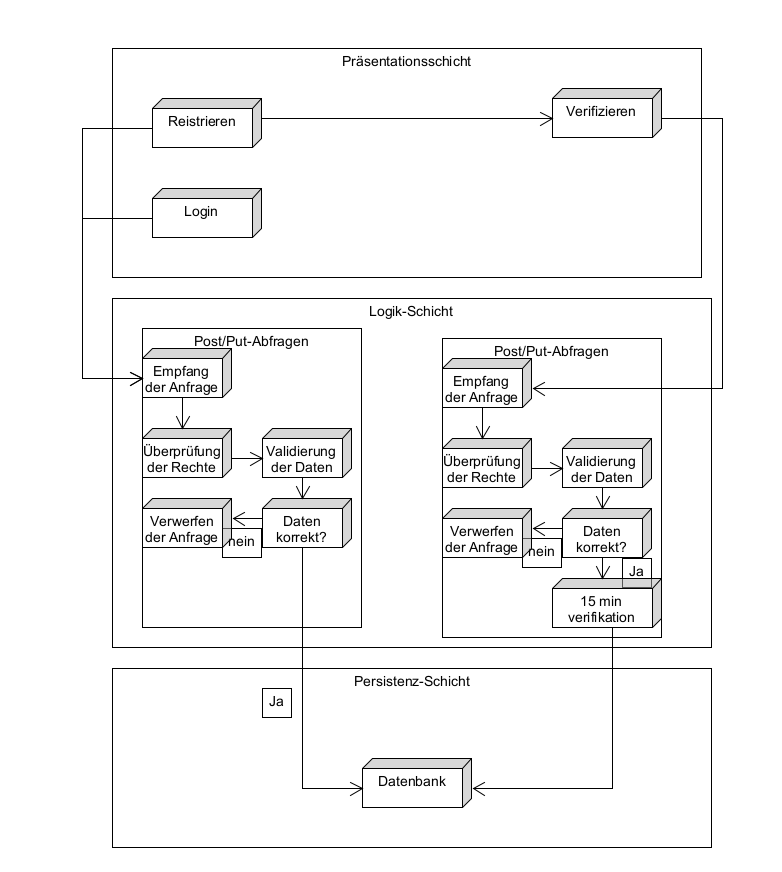 Präsentationsschicht
Reistrieren
Verifizieren
Login
Logik-Schicht
Post/Put-Abfragen
Empfang
der Anfrage
Überprüfung
der Rechte
Validierung
der Daten
Verwerfen
der Anfrage
nein
Daten
korrekt?
Post/Put-Abfragen
Empfang
der Anfrage
Überprüfung
der Rechte
Validierung
der Daten
Verwerfen
der Anfrage
nein
Daten
korrekt?
Ja
15 min
verifikation
Persistenz-Schicht
Ja
Datenbank